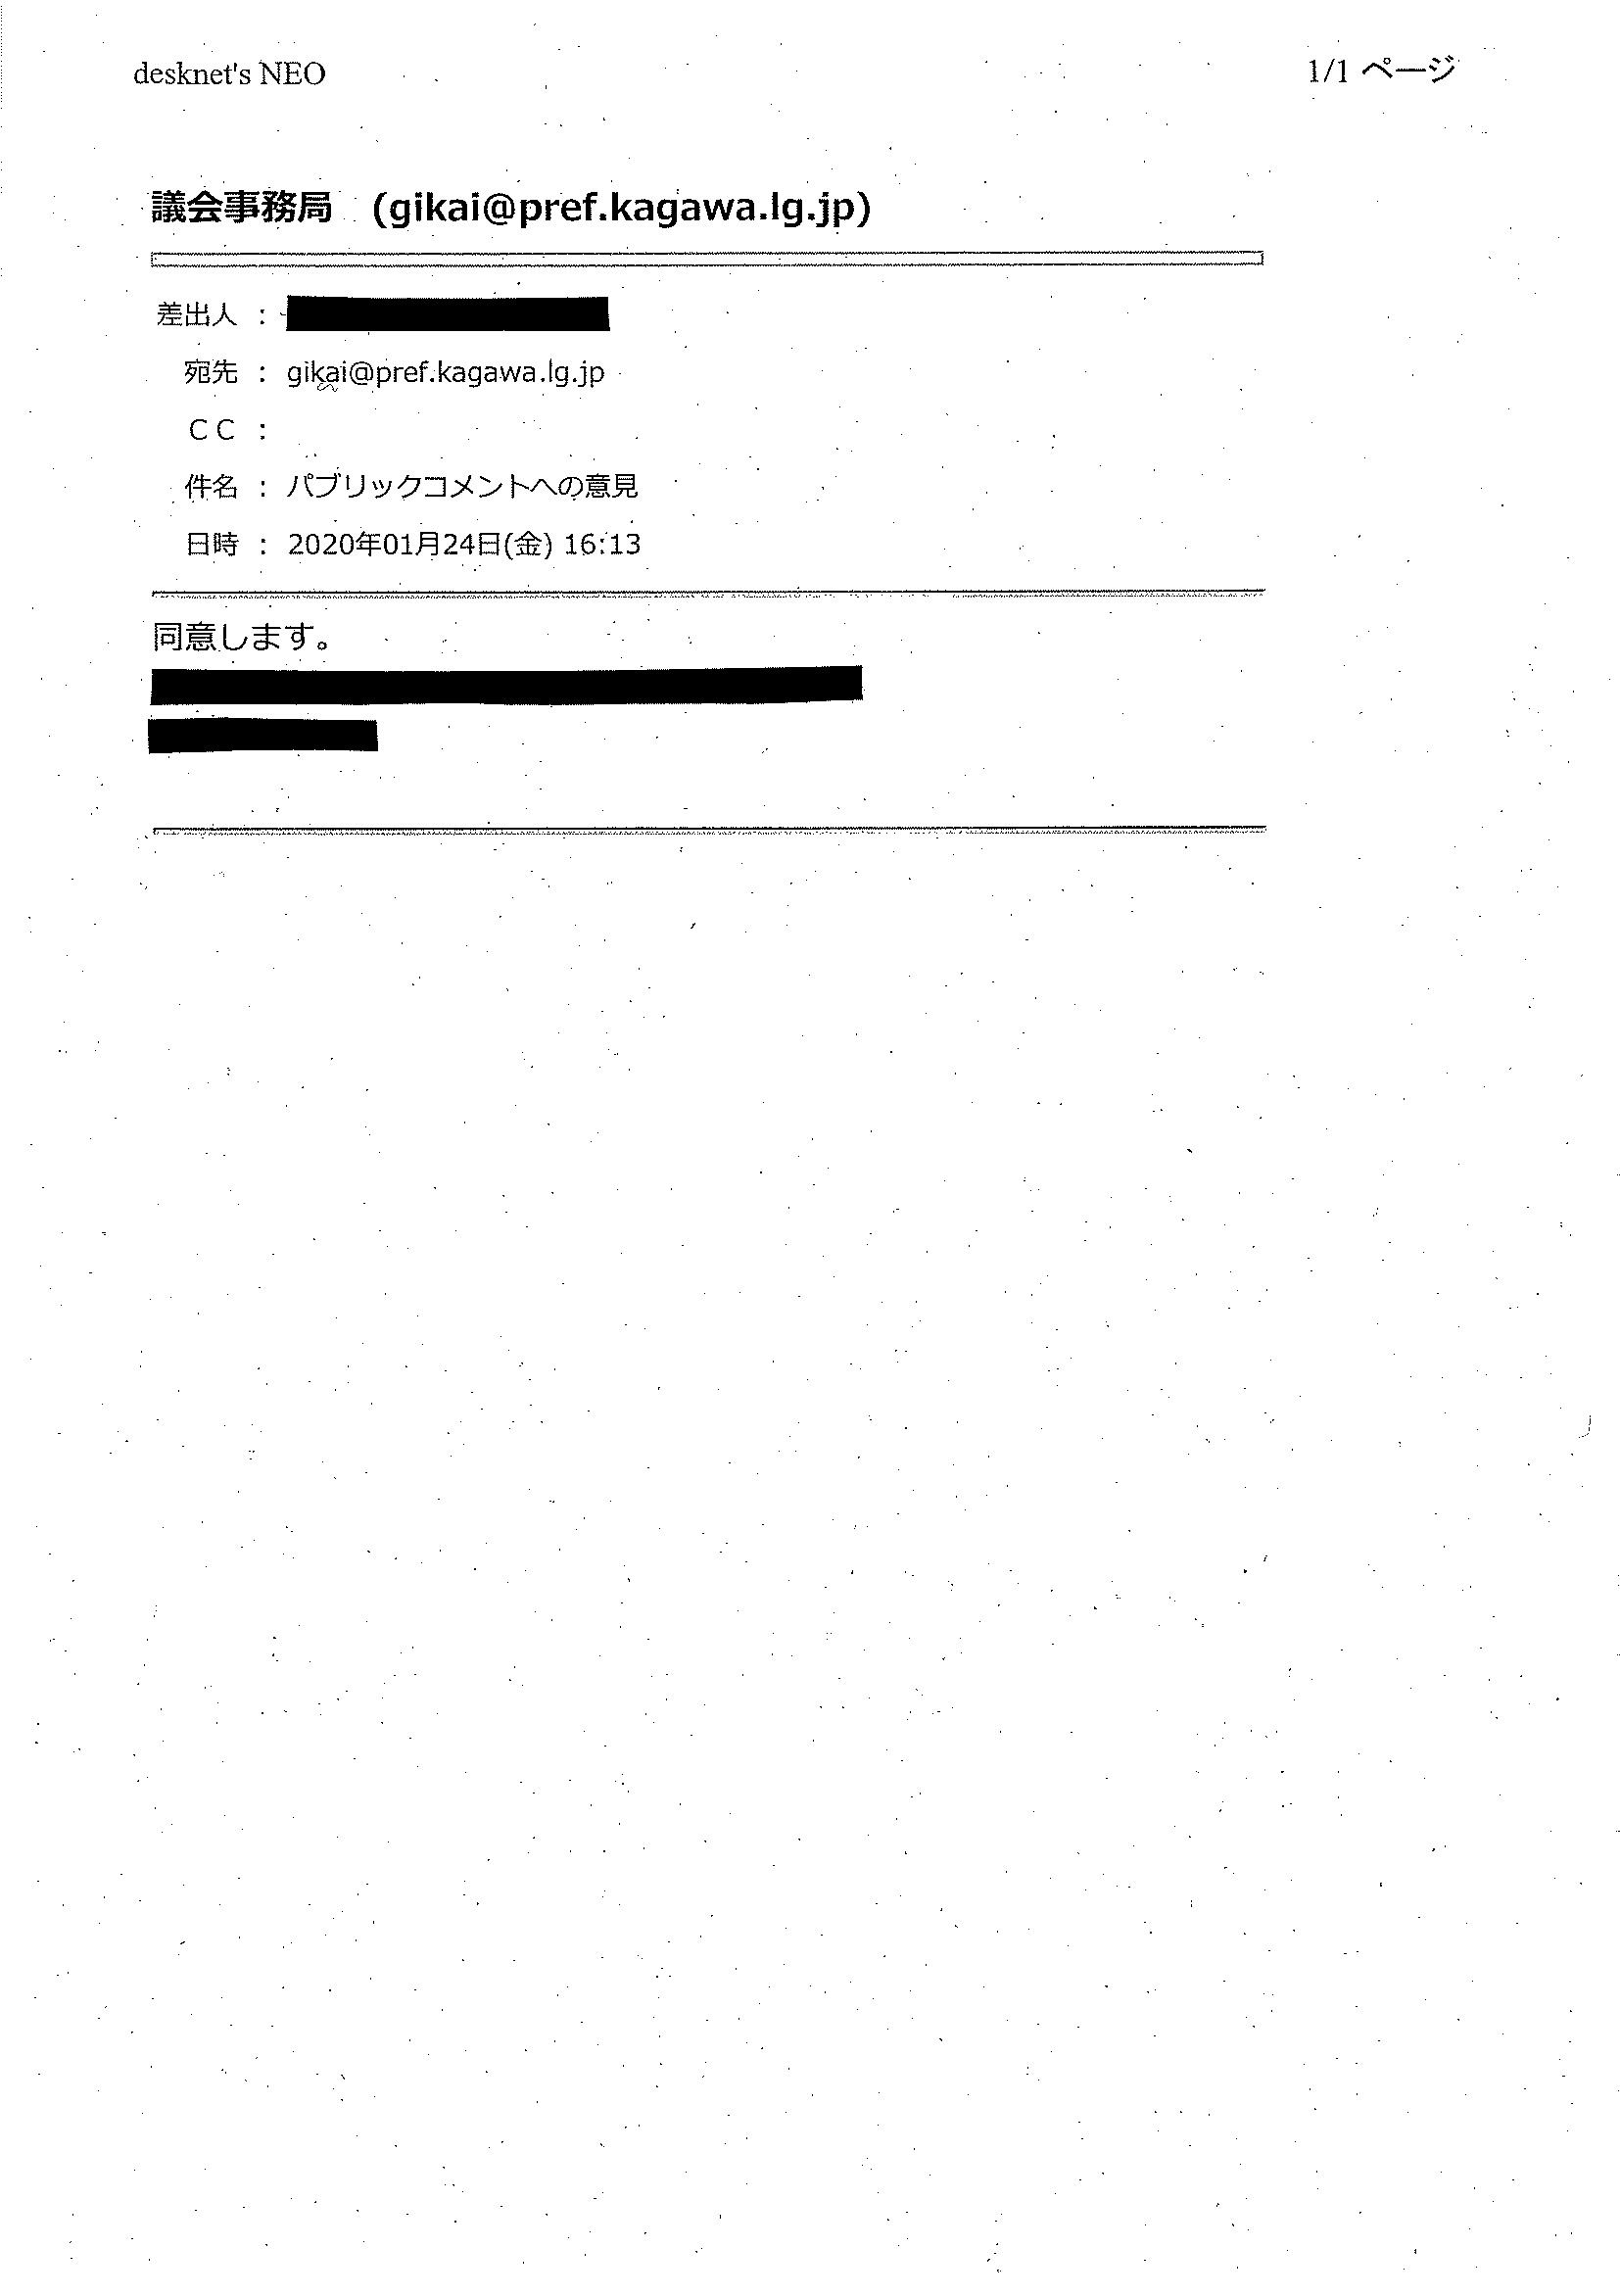 desknet's NEO
1/1 ページ
議会事務局　(gikai@pref.kagawa.lg.jp)
差出人 ：
宛先 ： gikai@pref.kagawa.lg.jp
ＣＣ ：
件名 ： パブリックコメントへの意見
日時 ： 2020年01月24日(金) 16:13
同意します。